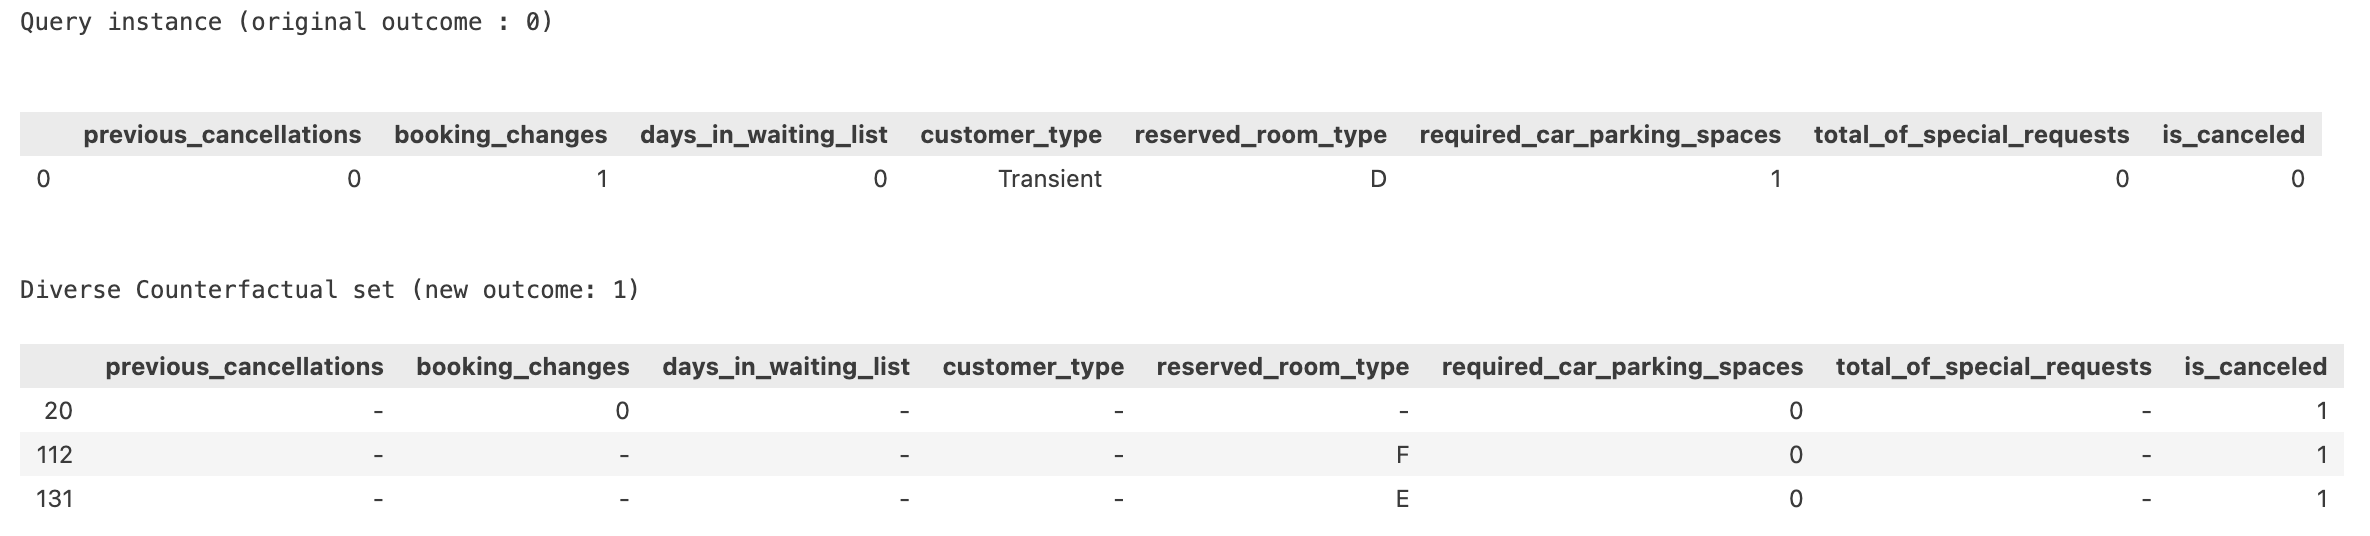 Query instance (original outcome : 0)
previous_cancellations booking_changes days_in_waiting_list customer_type reserved_room_type required_car_parking_spaces total_of_special_requests is_canceled
0 0 1 0 Transient D 1 0 0
Diverse Counterfactual set (new outcome: 1)
previous_cancellations booking_changes days_in_waiting_list customer_type reserved_room_type required_car_parking_spaces total_of_special_requests is_canceled
20 - 0 - - - 0 - 1
112 - - - - F 0 - 1
131 - - - - E 0 - 1